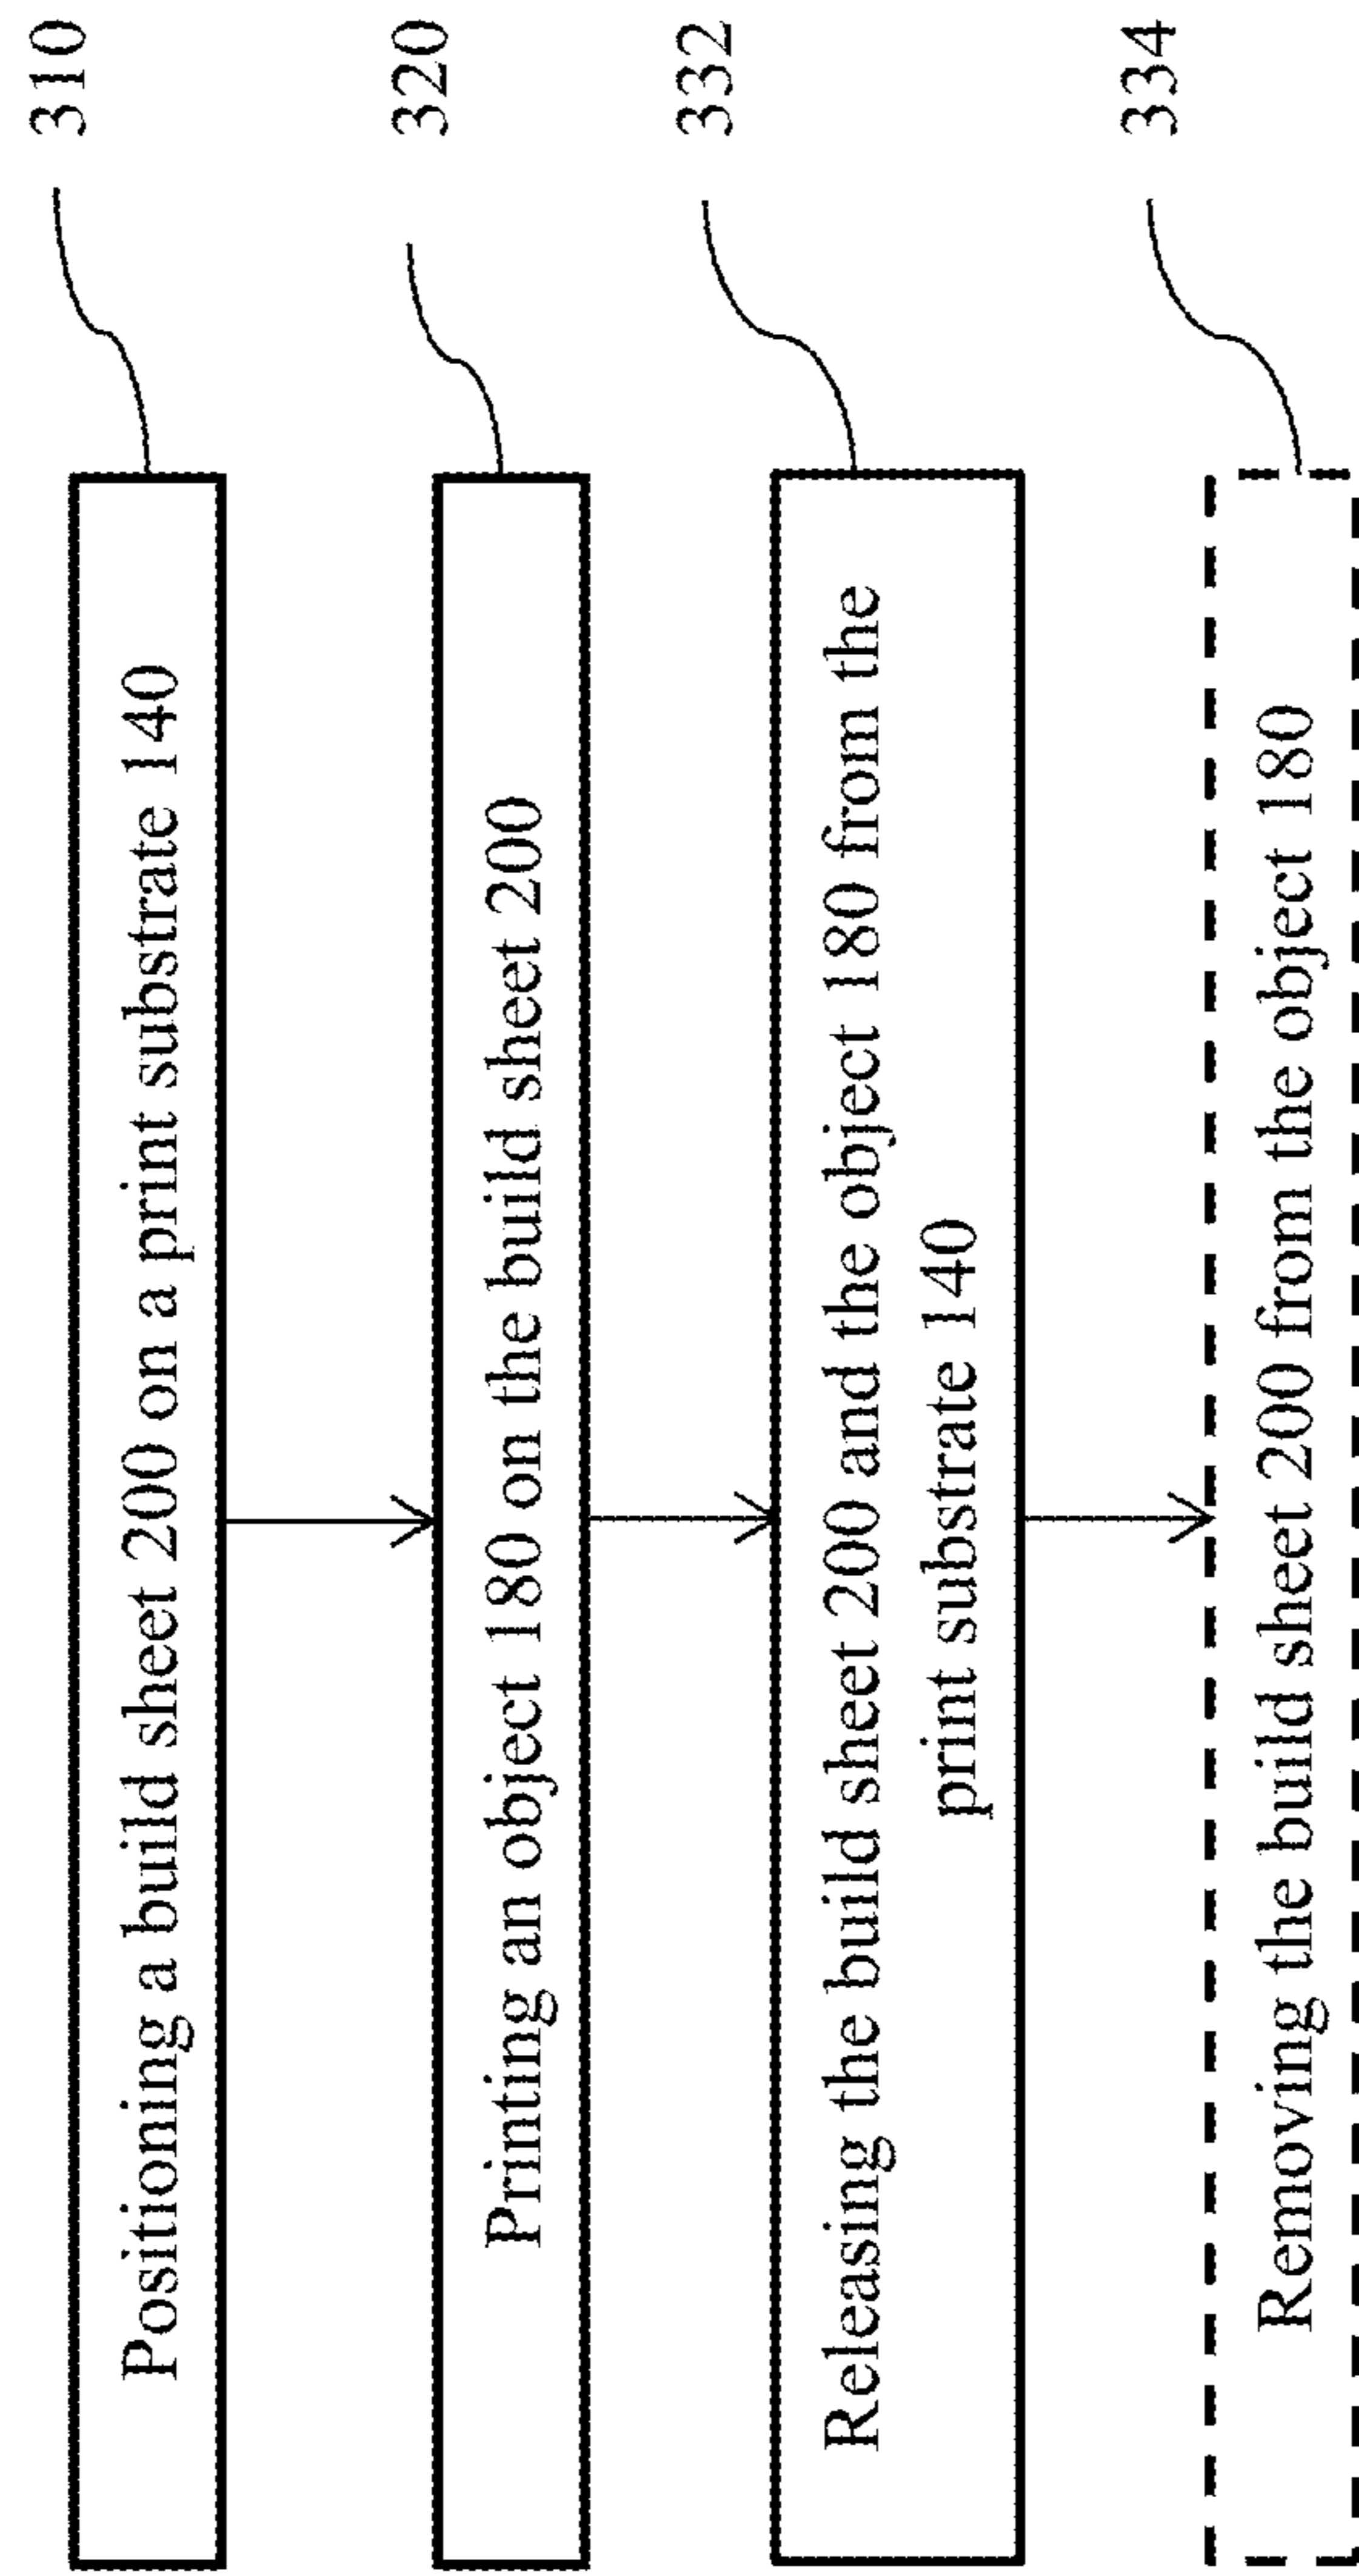 Positioning a build sheet 200 on a print substrate 140
310
Printing an object 180 on the build sheet 200
320
Releasing the build sheet 200 and the object 180 from the
print substrate 140
332
Removing the build sheet 200 from the object 180
334